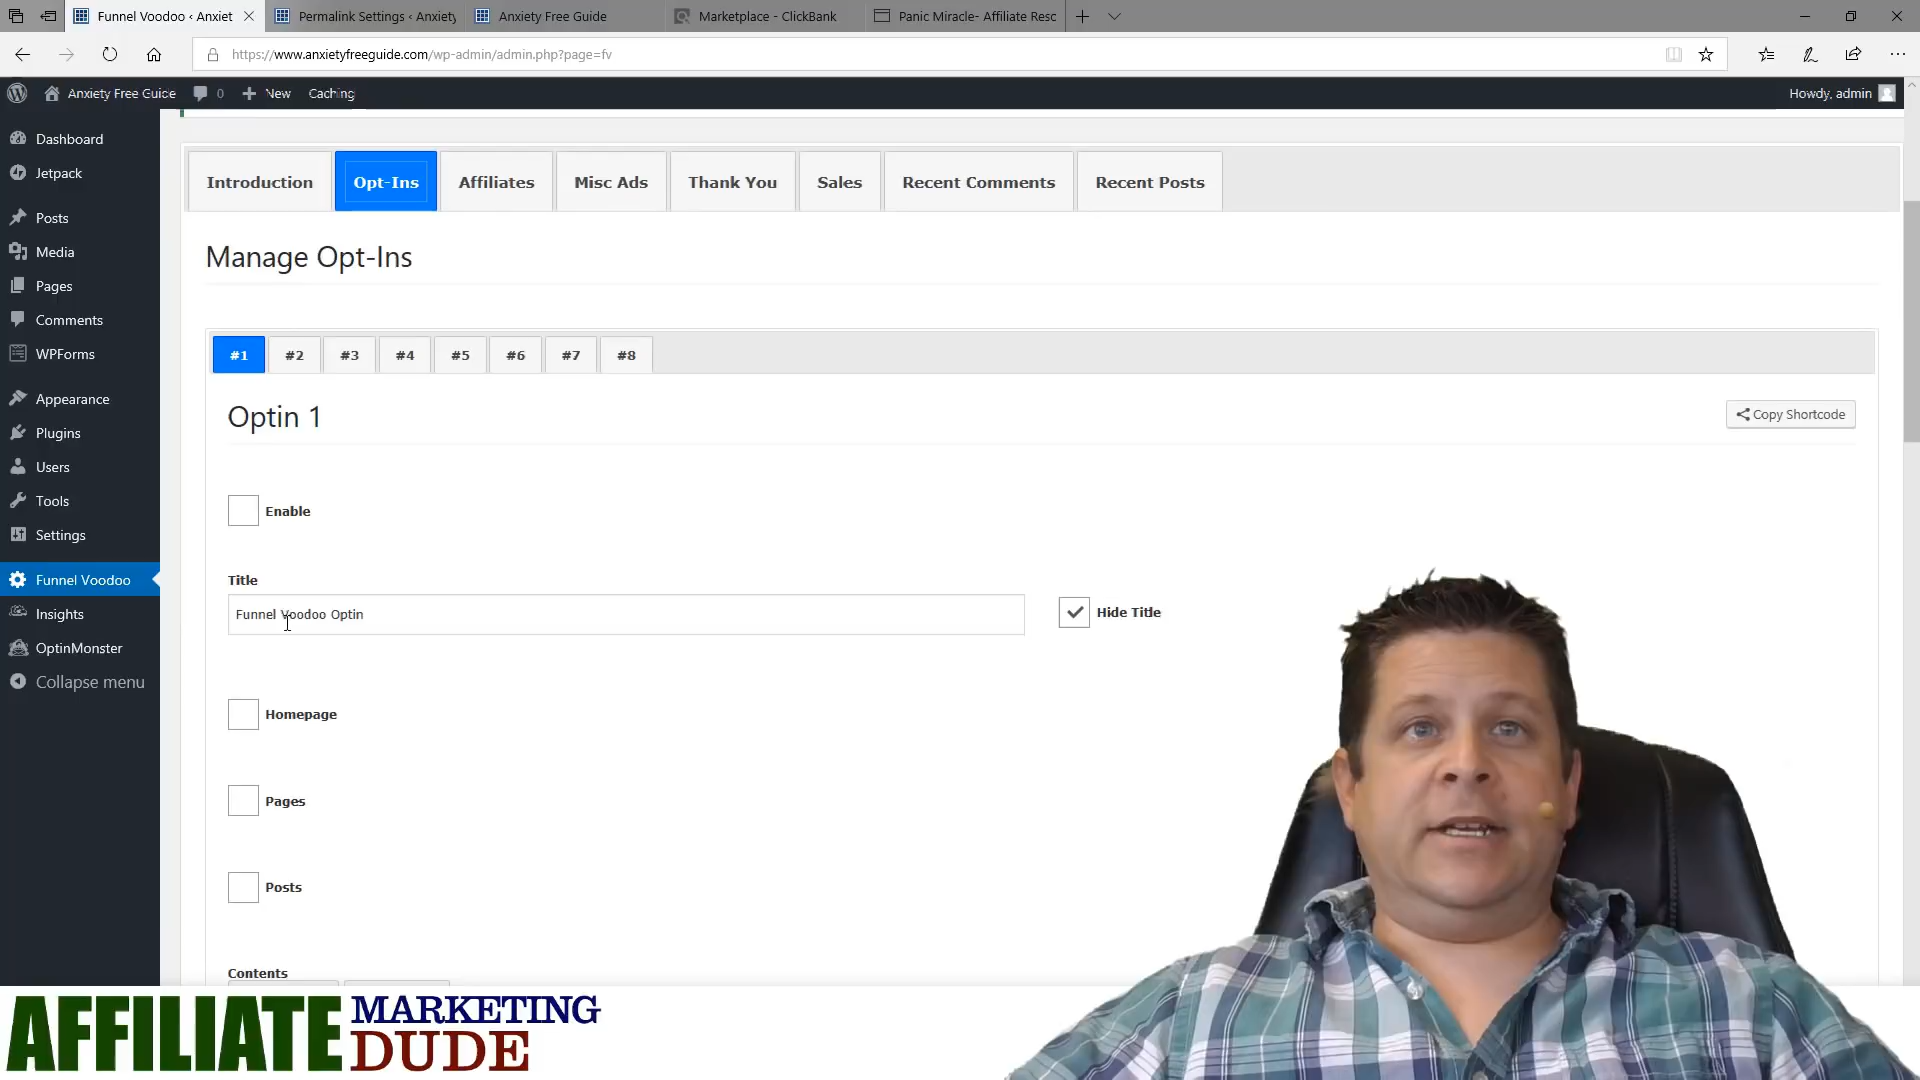 Funnel Voodoo ‹ Anxiet
Permalink Settings ‹ Anxiety
Anxiety Free Guide
Marketplace - ClickBank
Panic Miracle- Affiliate Resc
https://www.anxietyfreeguide.com/wp-admin/admin.php?page=fv
Anxiety Free Guide
0
New
Caching
Howdy, admin
Dashboard
Jetpack
Posts
Media
Pages
Comments
WPForms
Appearance
Plugins
Users
Tools
Settings
Funnel Voodoo
Insights
OptinMonster
Collapse menu
Introduction
Opt-Ins
Affiliates
Misc Ads
Thank You
Sales
Recent Comments
Recent Posts
Manage Opt-Ins
#1
#2
#3
#4
#5
#6
#7
#8
Optin 1
Copy Shortcode
Enable
Title
Funnel Voodoo Optin
Hide Title
Homepage
Pages
Posts
Contents
AFFILIATE
MARKETING
DUDE